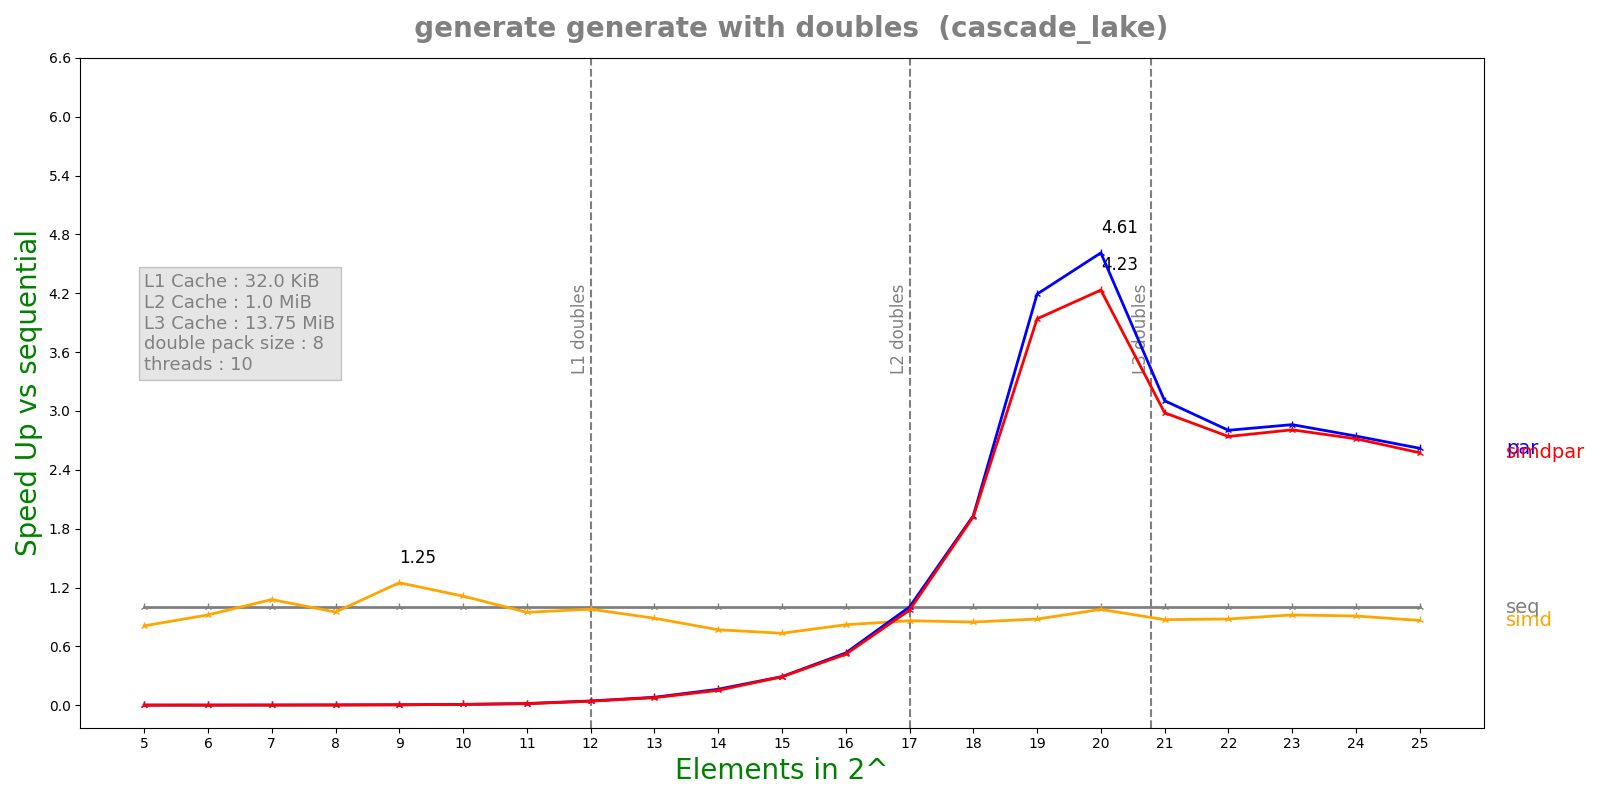 generate generate with doubles  (cascade_lake)
Speed Up vs sequential
6.6
6.0
5.4
4.8
4.2
3.6
3.0
2.4
1.8
1.2
0.6
0.0
L1 Cache : 32.0 KiB
L2 Cache : 1.0 MiB
L3 Cache : 13.75 MiB
double pack size : 8
threads : 10
L1 doubles
L2 doubles
L3 doubles
1.25
4.61
4.23
par
simdpar
seq
simd
5 6 7 8 9 10 11 12 13 14 15 16 17 18 19 20 21 22 23 24 25
Elements in 2^